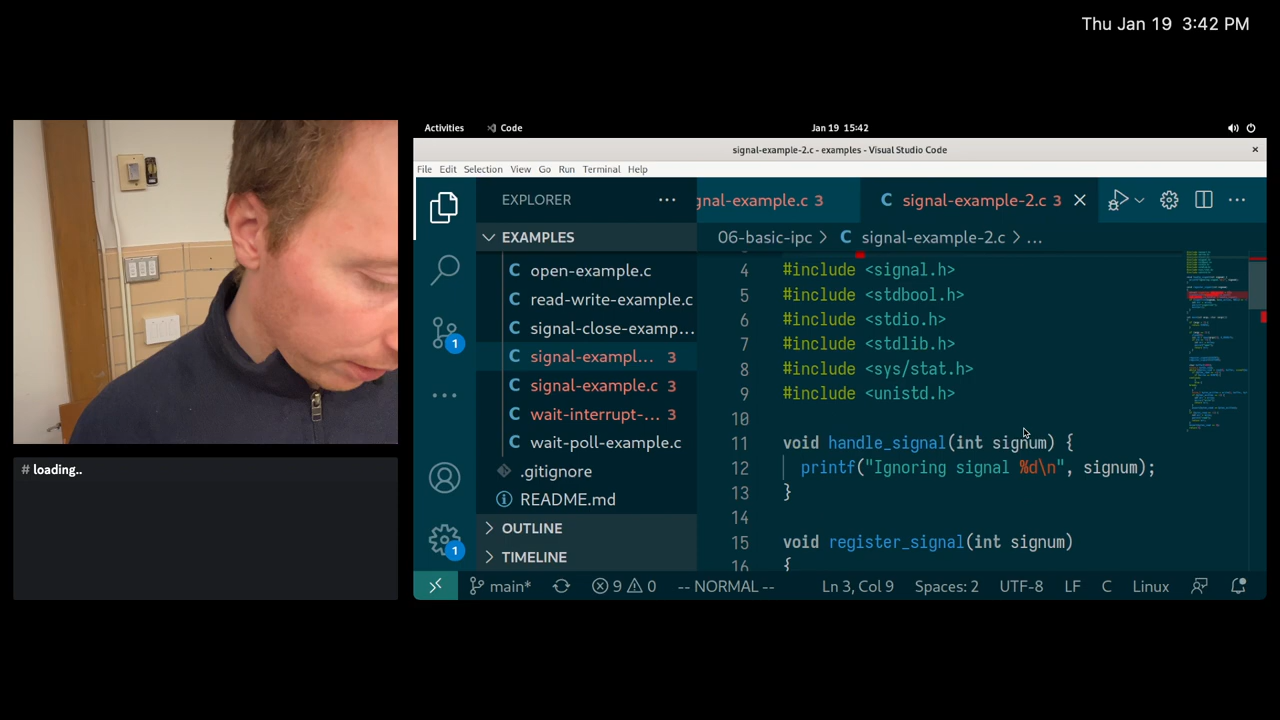 Thu Jan 19 3:42 PM
Activities
Code
Jan 19 15:42
signal-example-2.c - examples - Visual Studio Code
File Edit Selection View Go Run Terminal Help
EXPLORER
gnal-example.c 3
signal-example-2.c 3
EXAMPLES
06-basic-ipc > C signal-example-2.c > ...
C open-example.c
C read-write-example.c
C signal-close-examp...
C signal-exampl... 3
C signal-example.c 3
C wait-interrupt-... 3
C wait-poll-example.c
.gitignore
README.md
OUTLINE
TIMELINE
1
1
4 #include <signal.h>
5 #include <stdbool.h>
6 #include <stdio.h>
7 #include <stdlib.h>
8 #include <sys/stat.h>
9 #include <unistd.h>
10
11 void handle_signal(int signum) {
12 printf("Ignoring signal %d\n", signum);
13 }
14
15 void register_signal(int signum)
16 {
main* 9 0 -- NORMAL -- Ln 3, Col 9 Spaces: 2 UTF-8 LF C Linux
# loading..